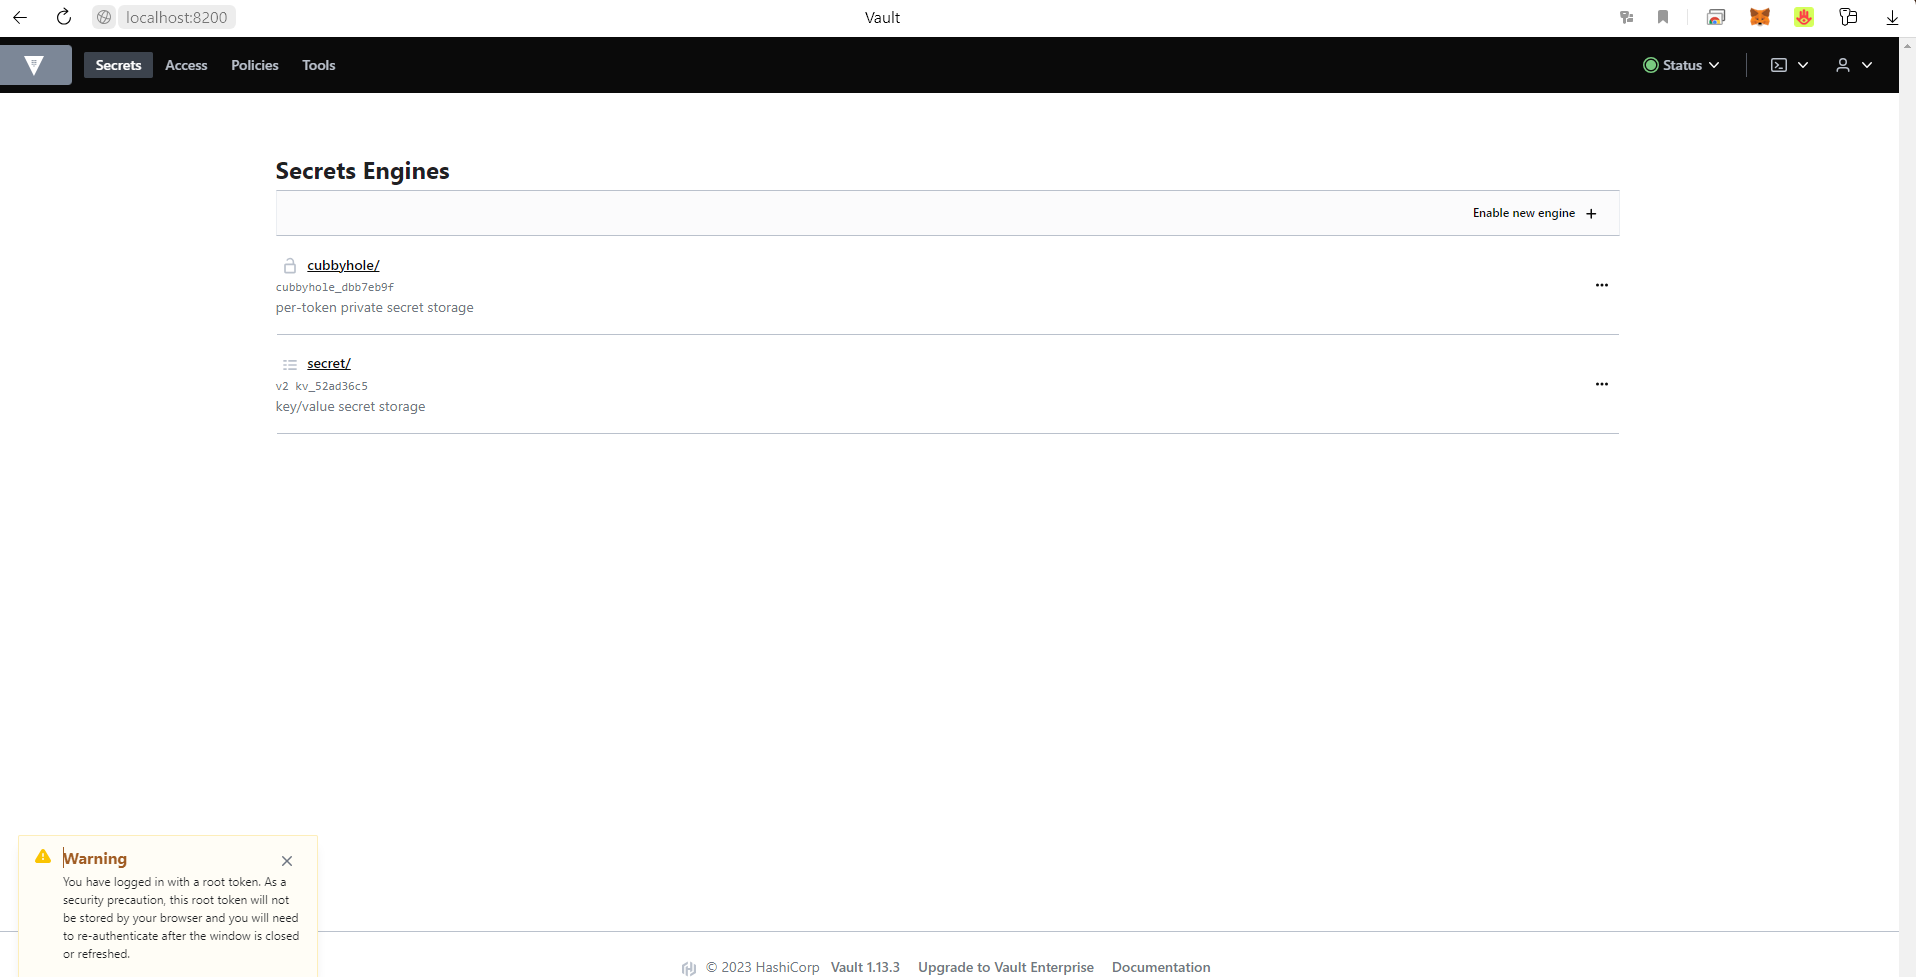 localhost:8200
Vault
Secrets
Access
Policies
Tools
Status
Secrets Engines
Enable new engine
cubbyhole/
cubbyhole_dbb7eb9f
per-token private secret storage
secret/
v2 kv_52ad36c5
key/value secret storage
Warning
You have logged in with a root token. As a
security precaution, this root token will not
be stored by your browser and you will need
to re-authenticate after the window is closed
or refreshed.
© 2023 HashiCorp
Vault 1.13.3
Upgrade to Vault Enterprise
Documentation